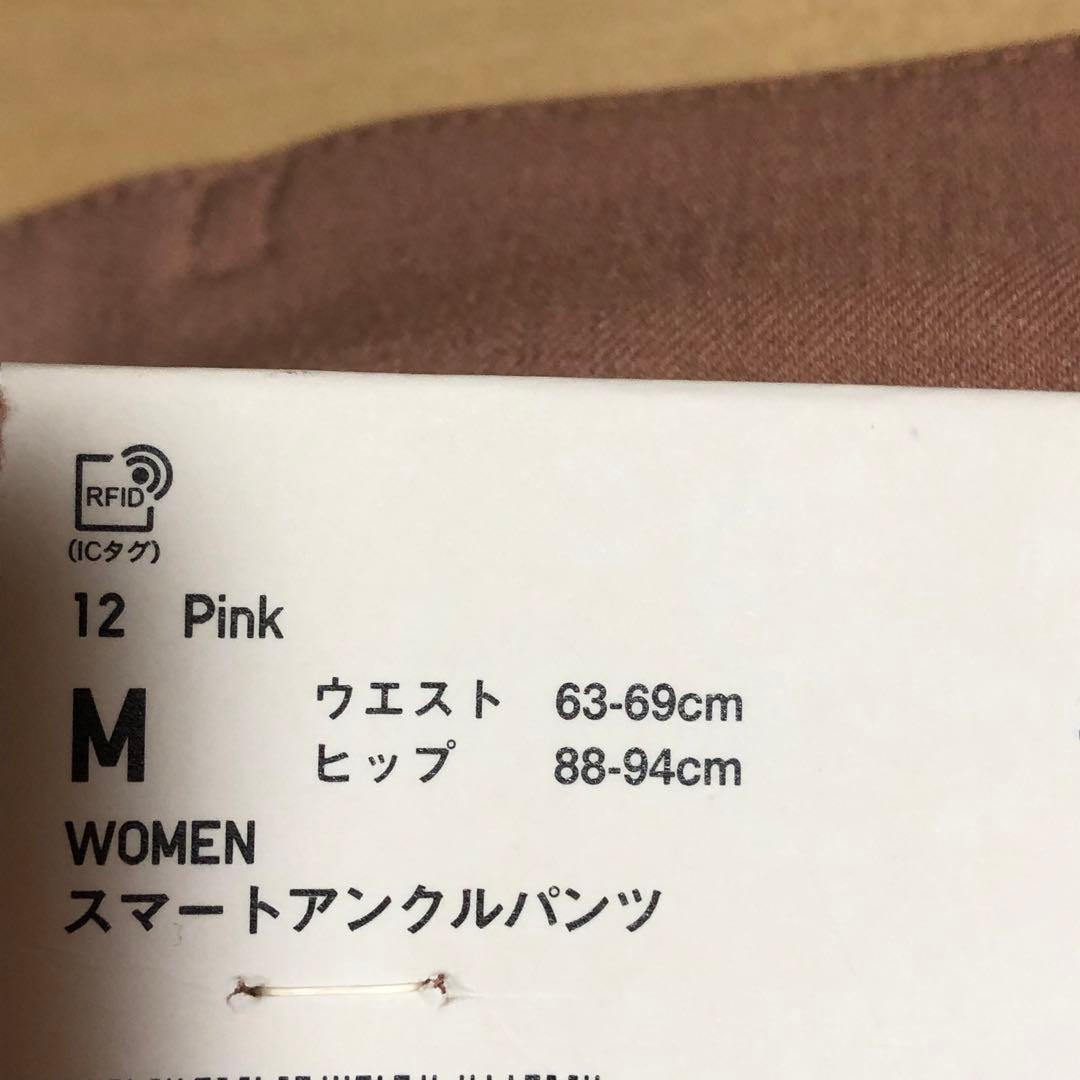 RFID
(ICタグ)
12 Pink
M
ウエスト 63-69cm
ヒップ 88-94cm
WOMEN
スマートアンクルパンツ